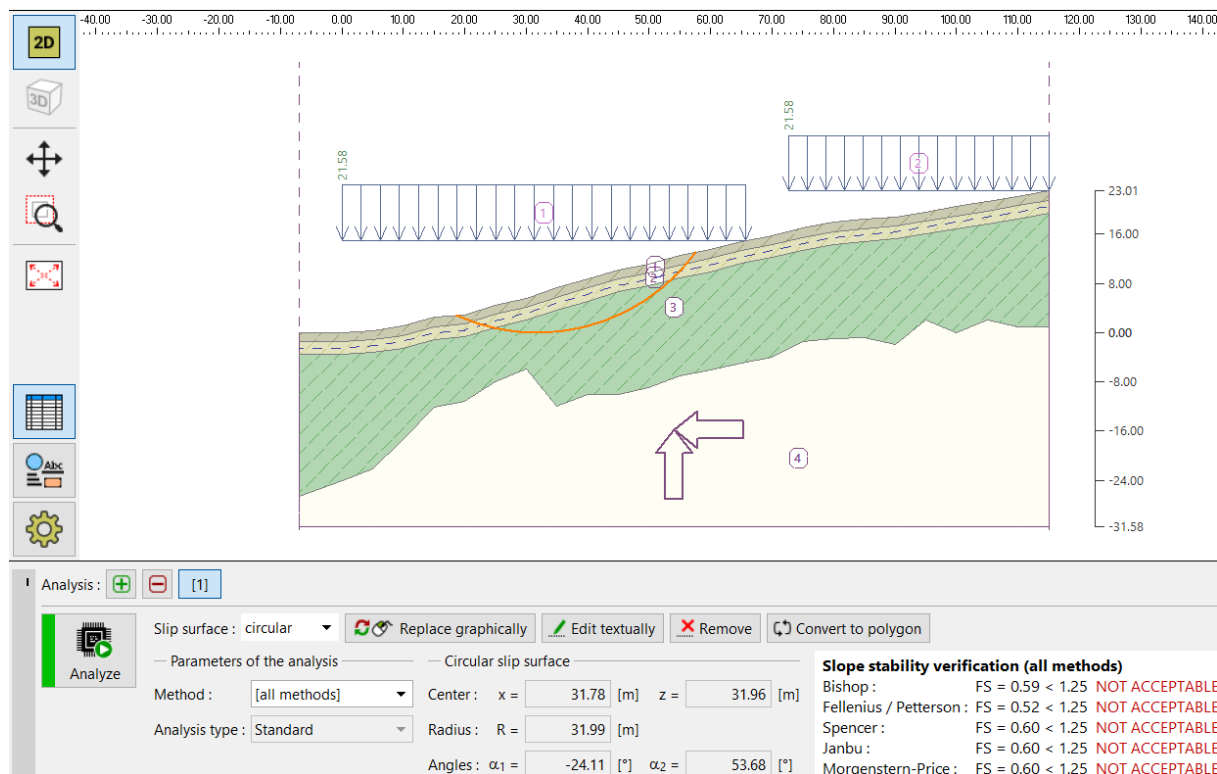 -40.00 -30.00 -20.00 -10.00 0.00 10.00 20.00 30.00 40.00 50.00 60.00 70.00 80.00 90.00 100.00 110.00 120.00 130.00 140.00
2D
3D
21.58
21.58
2
1
23.01
16.00
8.00
0.00
-8.00
-16.00
-24.00
-31.58
1
2
3
4
Abc
Analysis : [1]
Analyze
Slip surface : circular Replace graphically Edit textually Remove Convert to polygon
Parameters of the analysis
Method : [all methods]
Analysis type : Standard
Circular slip surface
Center : x = 31.78 [m] z = 31.96 [m]
Radius : R = 31.99 [m]
Angles : α1 = -24.11 [°] α2 = 53.68 [°]
Slope stability verification (all methods)
Bishop : FS = 0.59 < 1.25 NOT ACCEPTABLE
Fellenius / Petterson : FS = 0.52 < 1.25 NOT ACCEPTABLE
Spencer : FS = 0.60 < 1.25 NOT ACCEPTABLE
Janbu : FS = 0.60 < 1.25 NOT ACCEPTABLE
Morgenstern-Price : FS = 0.60 < 1.25 NOT ACCEPTABLE